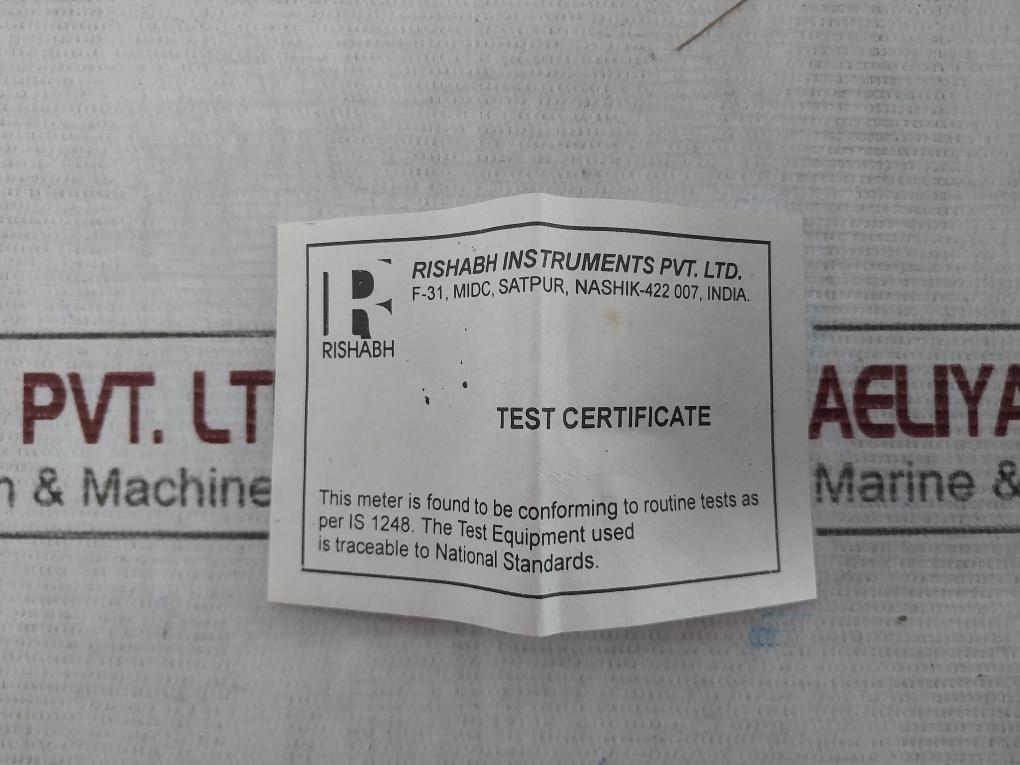 RISHABH INSTRUMENTS PVT. LTD.
F-31, MIDC, SATPUR, NASHIK-422 007, INDIA.
R
RISHABH
TEST CERTIFICATE
This meter is found to be conforming to routine tests as
per IS 1248. The Test Equipment used
is traceable to National Standards.
PVT. LT
& Machine
AELIYA
Marine &